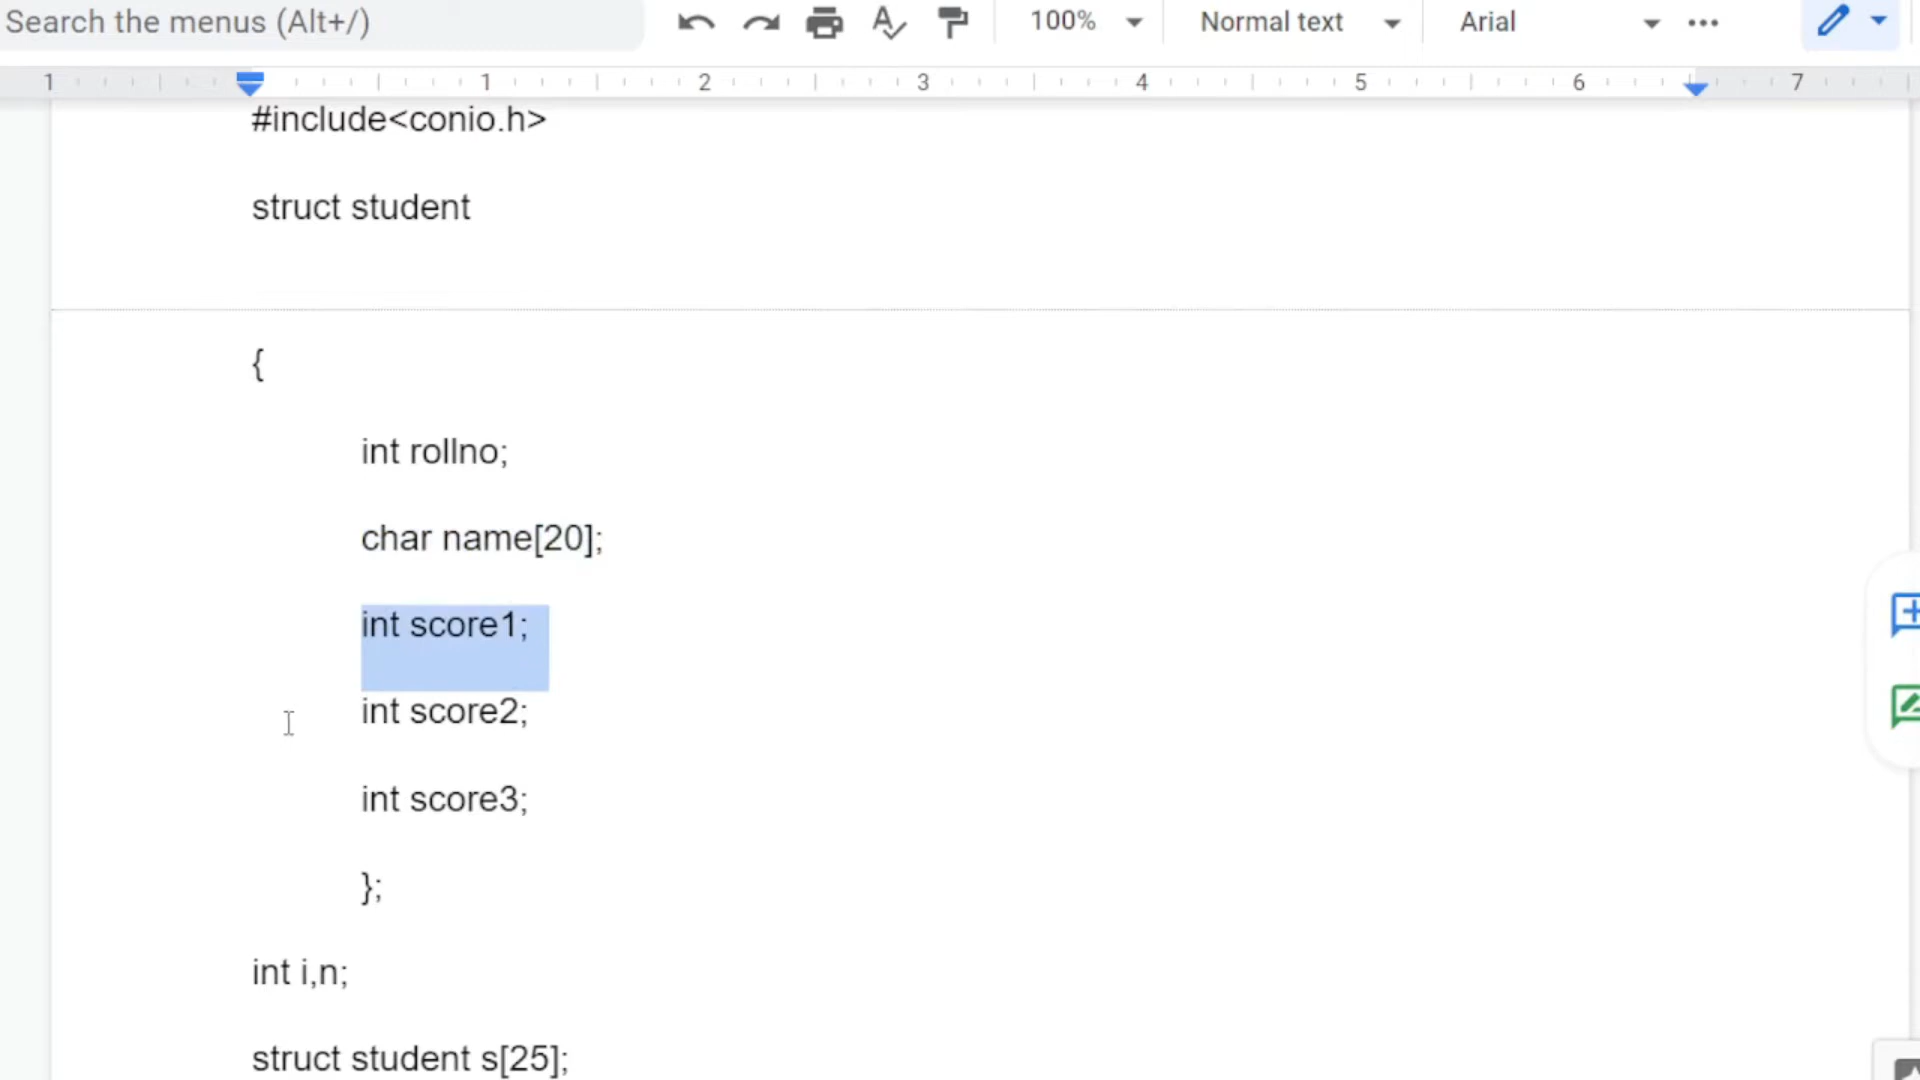 Search the menus (Alt+/)
100%
Normal text
Arial
1 1 2 3 4 5 6 7
#include<conio.h>
struct student
{
int rollno;
char name[20];
int score1;
int score2;
int score3;
};
int i,n;
struct student s[25];